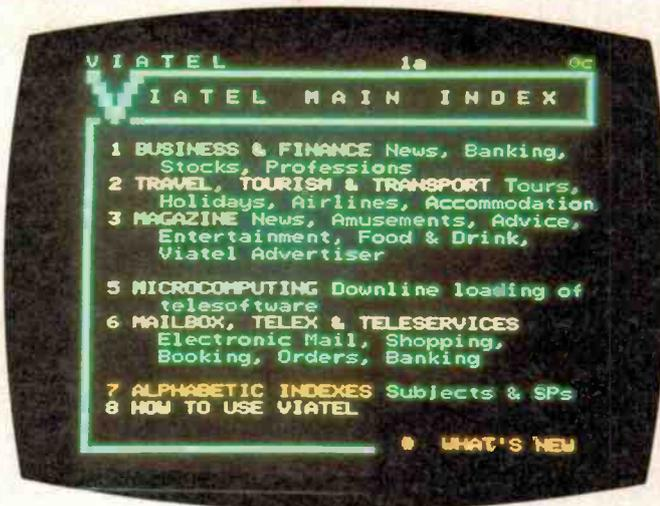 VIATEL 1a 0c
VIATEL MAIN INDEX
1 BUSINESS & FINANCE News, Banking,
Stocks, Professions
2 TRAVEL, TOURISM & TRANSPORT Tours,
Holidays, Airlines, Accommodation
3 MAGAZINE News, Amusements, Advice,
Entertainment, Food & Drink,
Viatel Advertiser
5 MICROCOMPUTING Downline loading of
telesoftware
6 MAILBOX, TELEX & TELESERVICES
Electronic Mail, Shopping,
Booking, Orders, Banking
7 ALPHABETIC INDEXES Subjects & SPs
8 HOW TO USE VIATEL
WHAT'S NEW